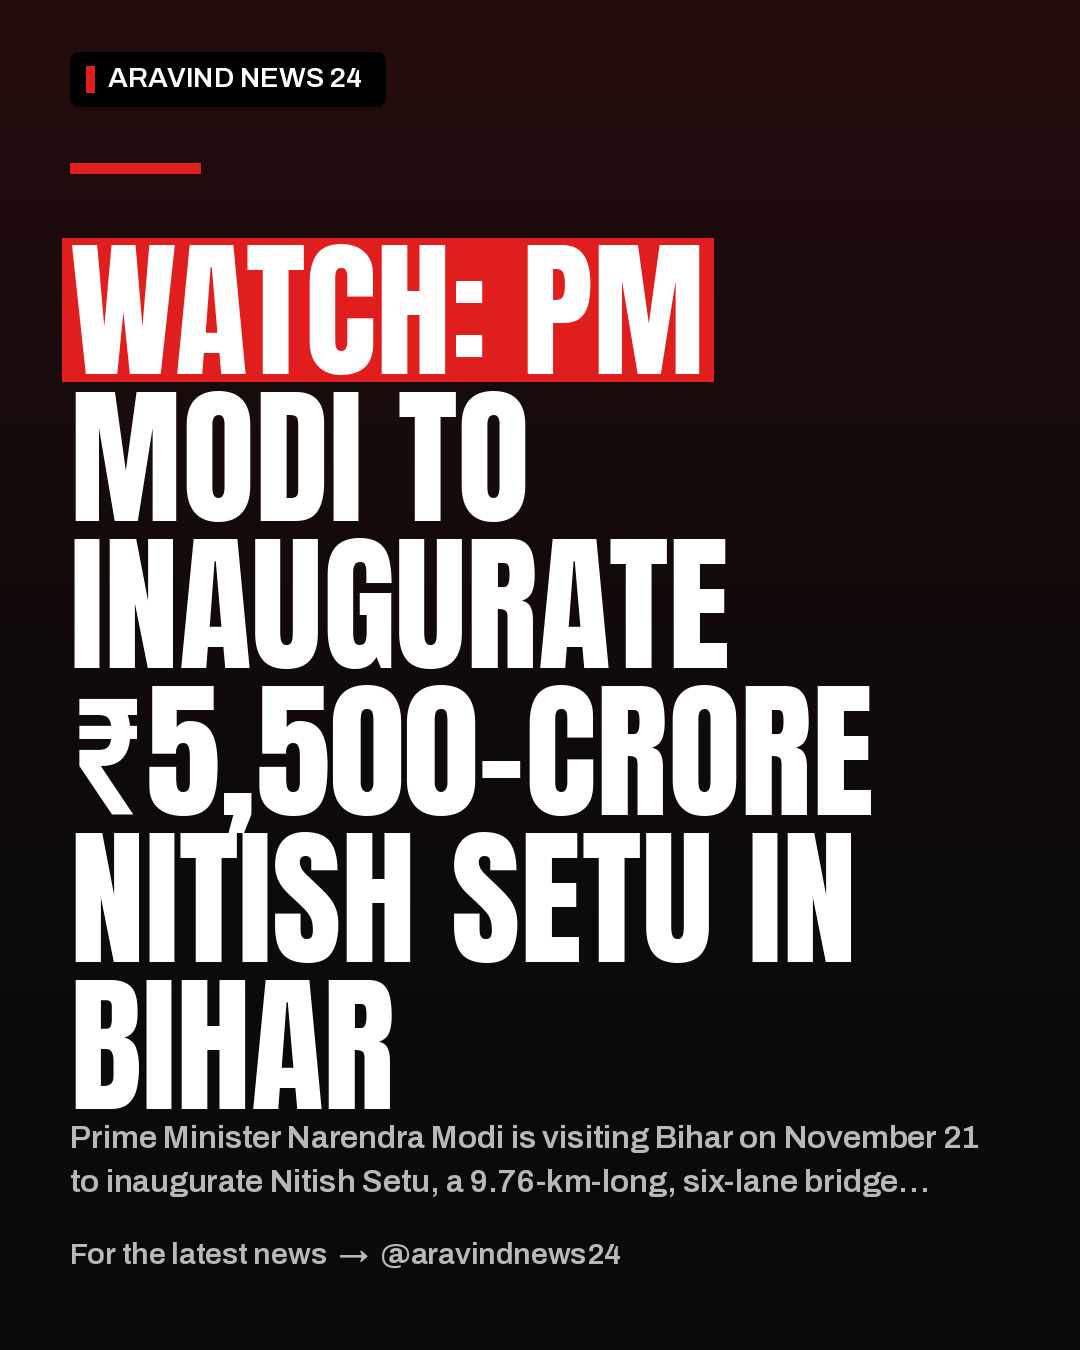 ARAVIND NEWS 24
WATCH: PM
MODI TO
INAUGURATE
₹5,500-CRORE
NITISH SETU IN
BIHAR
Prime Minister Narendra Modi is visiting Bihar on November 21
to inaugurate Nitish Setu, a 9.76-km-long, six-lane bridge...
For the latest news → @aravindnews24